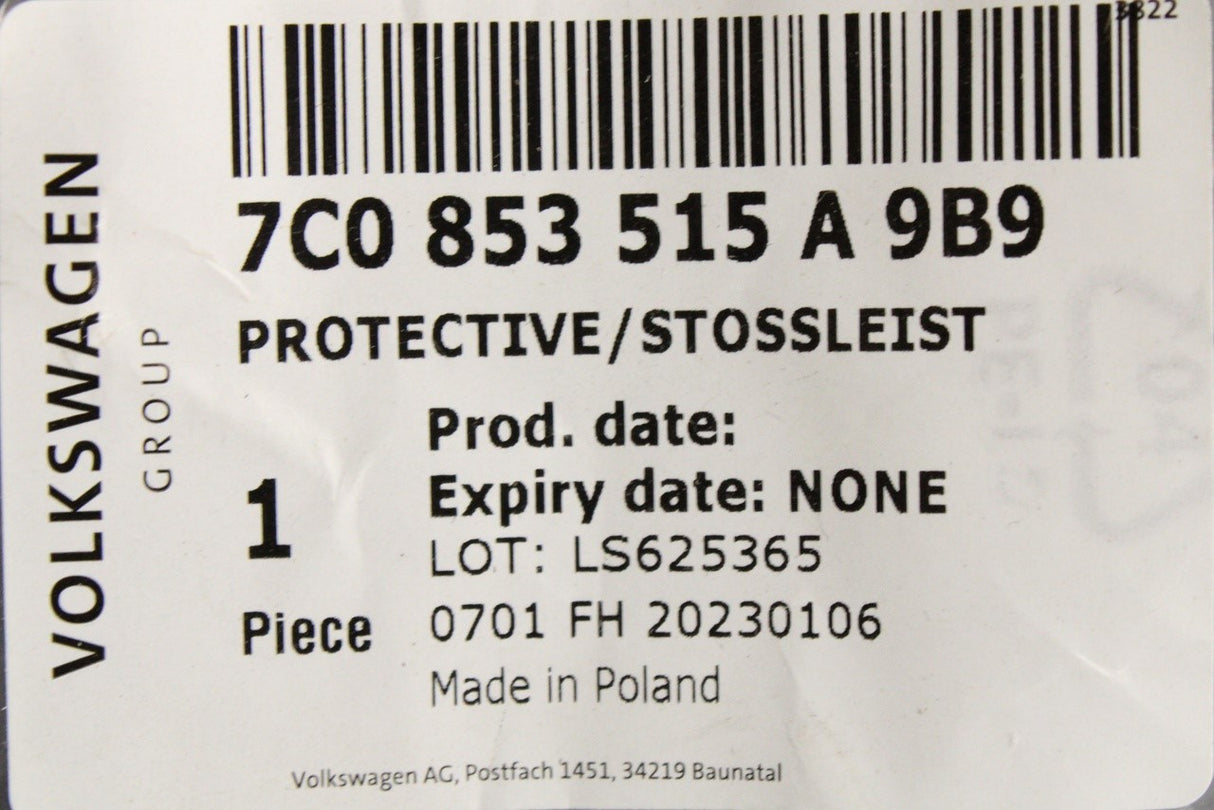 3822
7C0 853 515 A 9B9
PROTECTIVE/STOSSLEIST
Prod. date:
Expiry date: NONE
1
LOT: LS625365
Piece
0701 FH 20230106
Made in Poland
Volkswagen AG, Postfach 1451, 34219 Baunatal
VOLKSWAGEN
GROUP